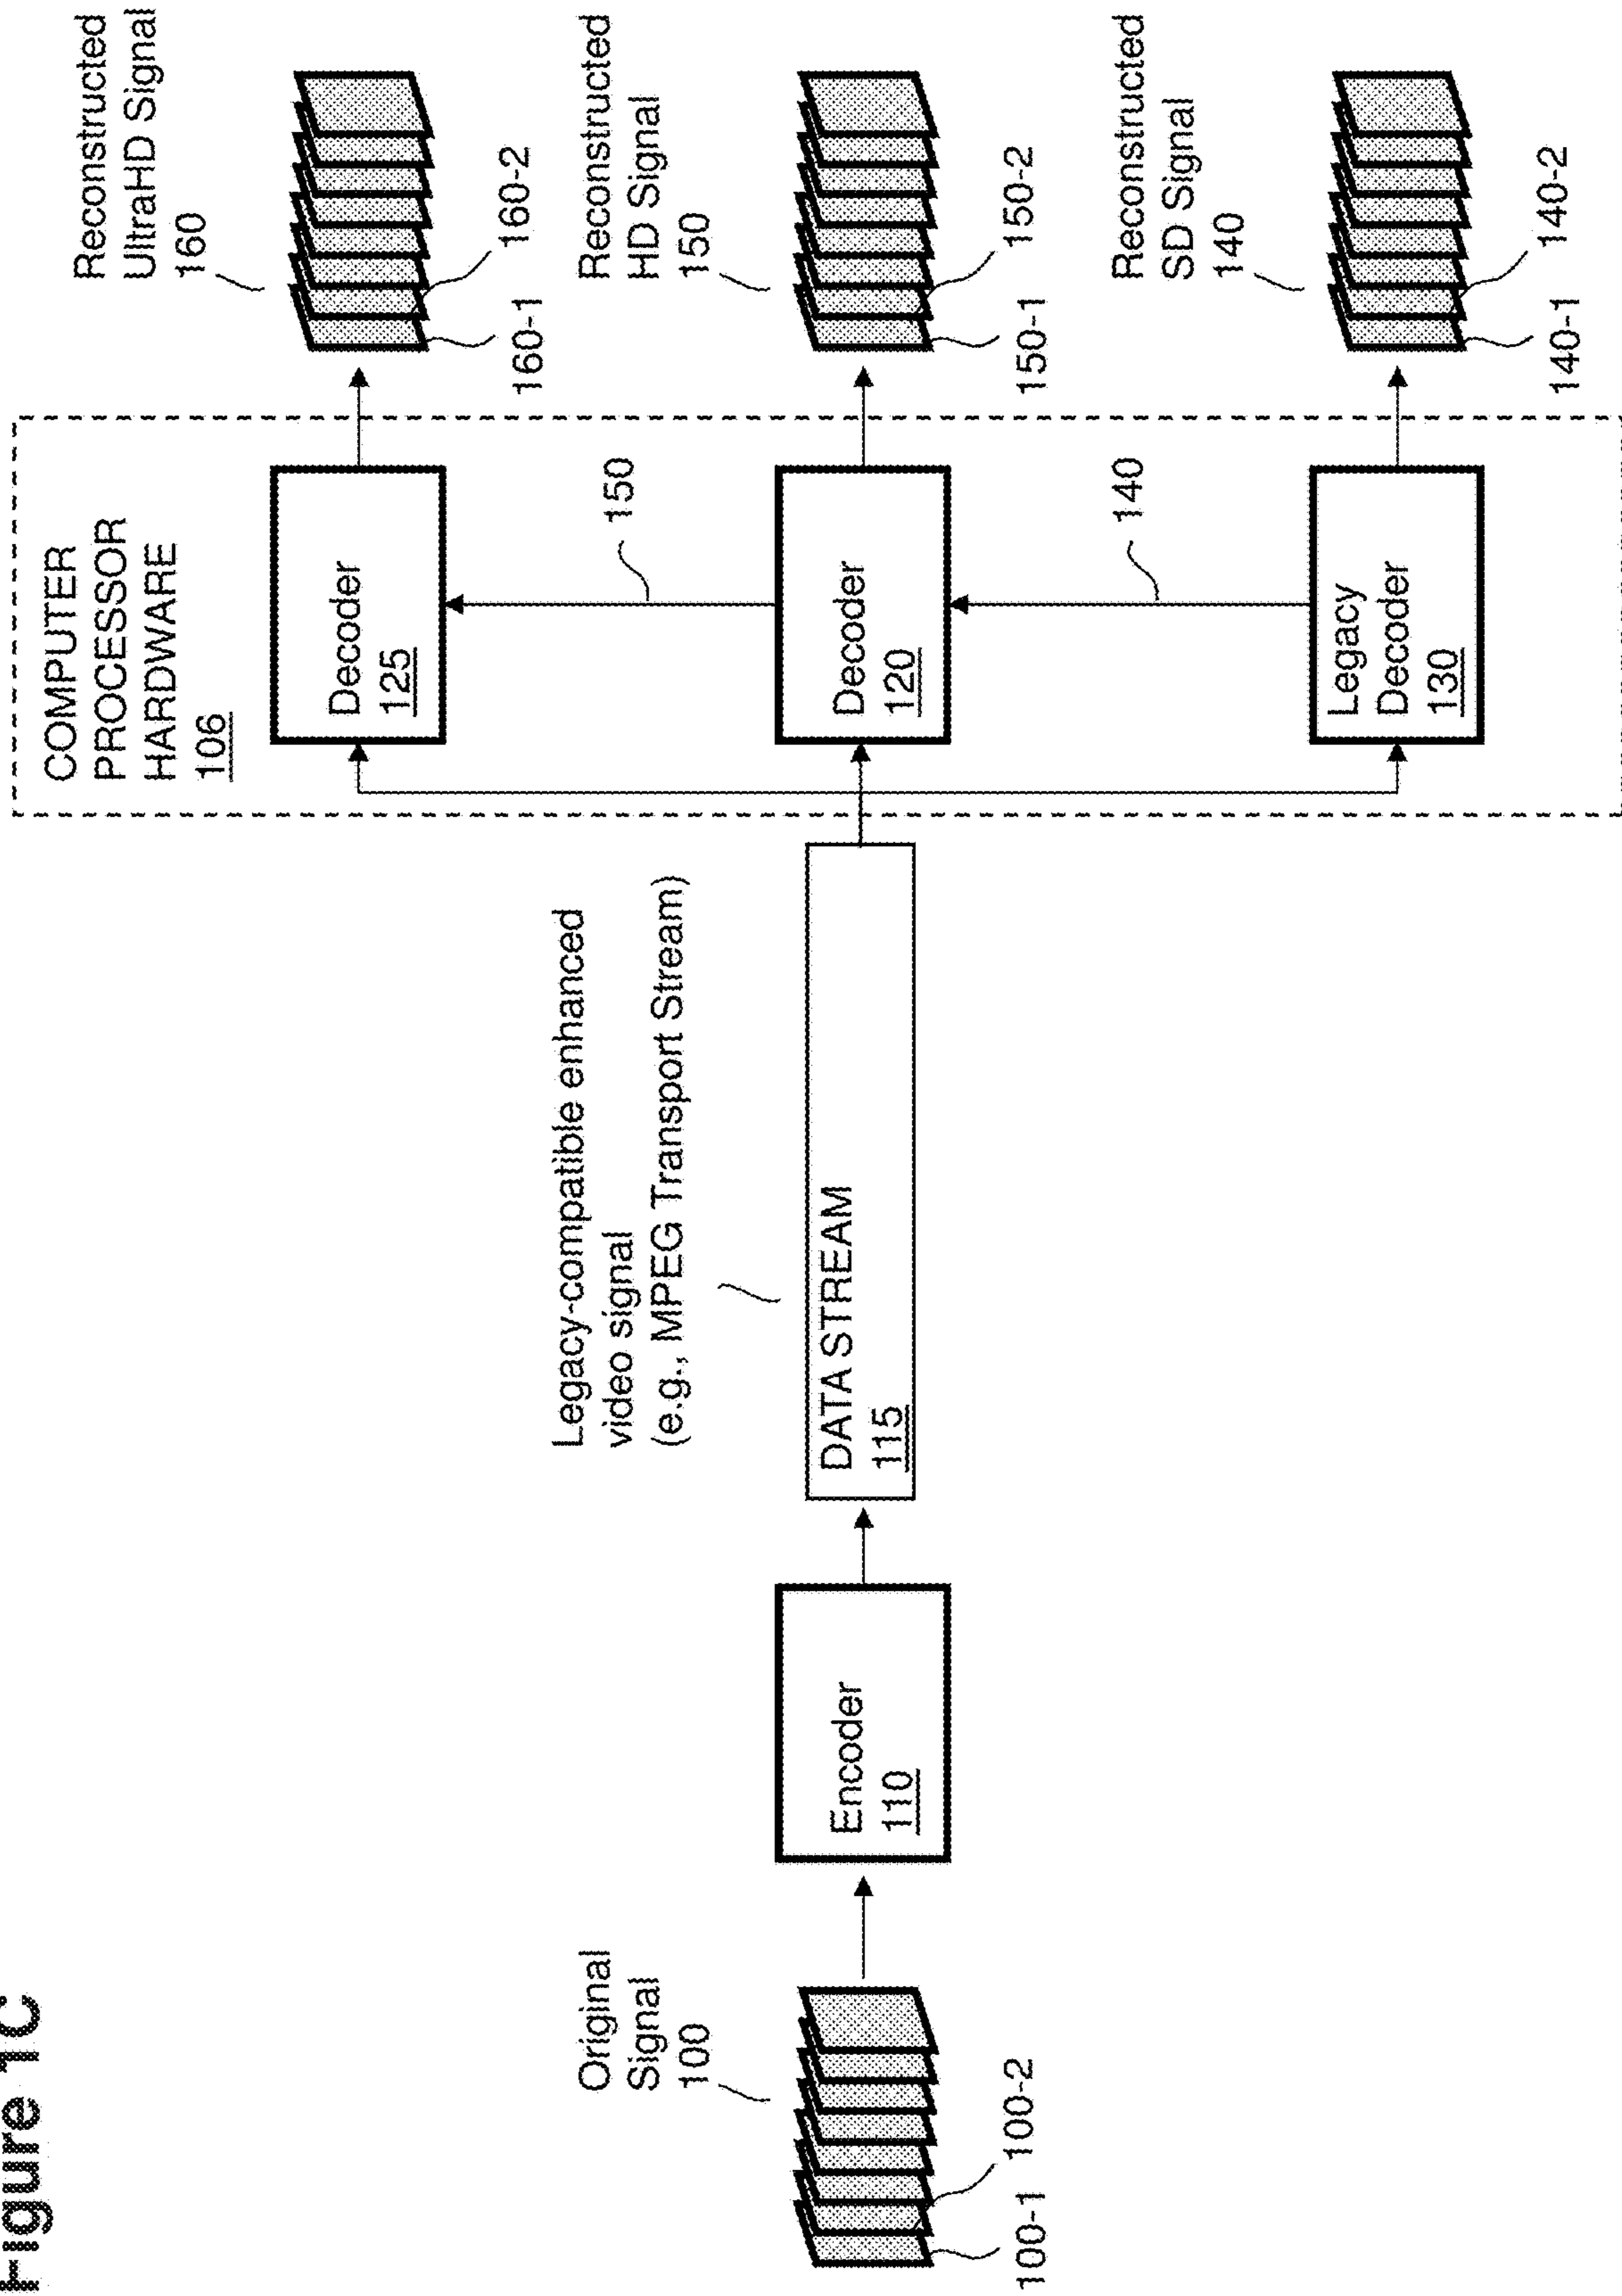 Figure 1C
Original
Signal
100
100-1
100-2
Encoder
110
Legacy-compatible enhanced
video signal
(e.g., MPEG Transport Stream)
DATA STREAM
115
COMPUTER
PROCESSOR
HARDWARE
106
Decoder
125
150
Decoder
120
140
Legacy
Decoder
130
Reconstructed
UltraHD Signal
160
160-1
160-2
Reconstructed
HD Signal
150
150-1
150-2
Reconstructed
SD Signal
140
140-1
140-2